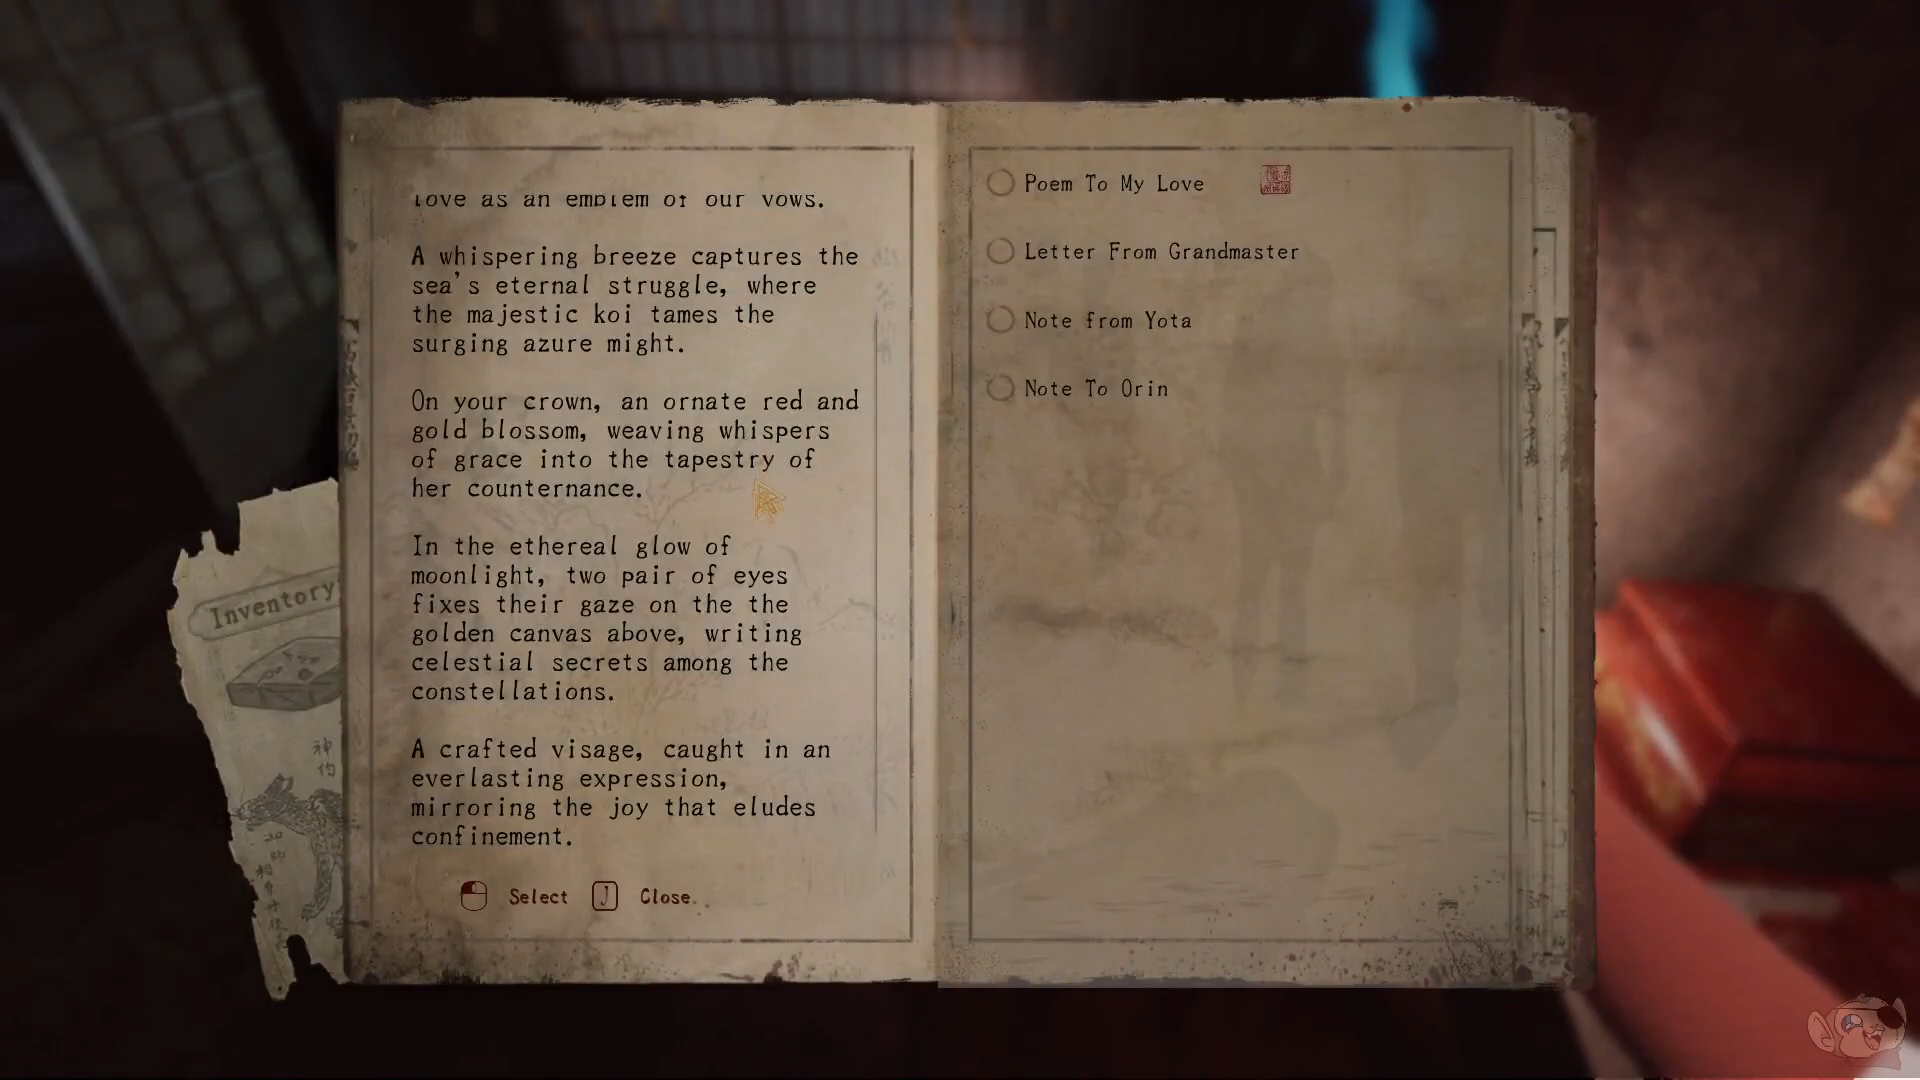 love as an emblem of our vows.
A whispering breeze captures the
sea's eternal struggle, where
the majestic koi tames the
surging azure might.
On your crown, an ornate red and
gold blossom, weaving whispers
of grace into the tapestry of
her counternance.
In the ethereal glow of
moonlight, two pair of eyes
fixes their gaze on the the
golden canvas above, writing
celestial secrets among the
constellations.
A crafted visage, caught in an
everlasting expression,
mirroring the joy that eludes
confinement.
Select J Close
Poem To My Love
Letter From Grandmaster
Note from Yota
Note To Orin
Inventory